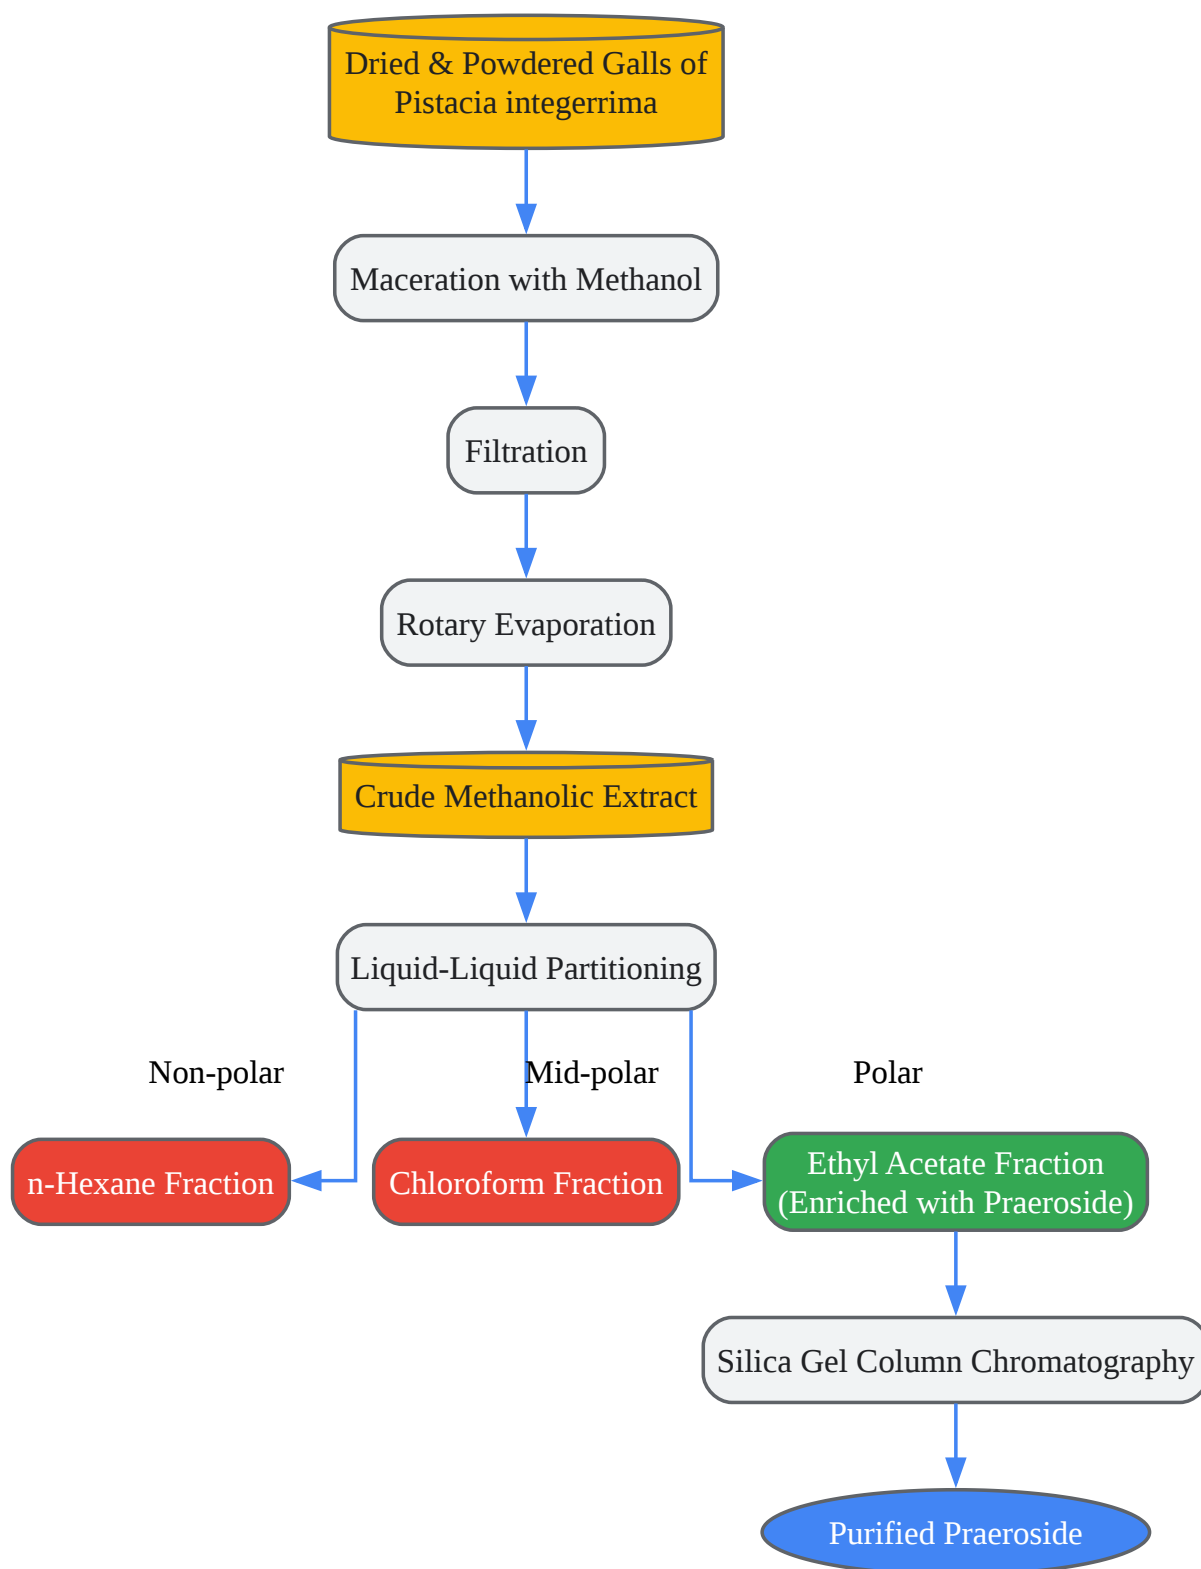 Dried & Powdered Galls of
Pistacia integerrima
Maceration with Methanol
Filtration
Rotary Evaporation
Crude Methanolic Extract
Liquid-Liquid Partitioning
Non-polar
Mid-polar
Polar
n-Hexane Fraction
Chloroform Fraction
Ethyl Acetate Fraction
(Enriched with Praeroside)
Silica Gel Column Chromatography
Purified Praeroside